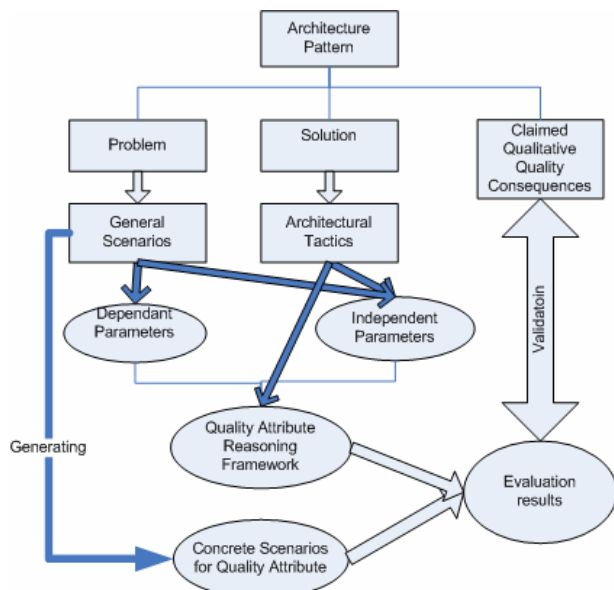 Architecture
Pattern
Problem
Solution
Claimed
Qualitative
Quality
Consequences
General
Scenarios
Architectural
Tactics
Dependant
Parameters
Independent
Parameters
Validatoin
Generating
Quality Attribute
Reasoning
Framework
Evaluation
results
Concrete Scenarios
for Quality Attribute